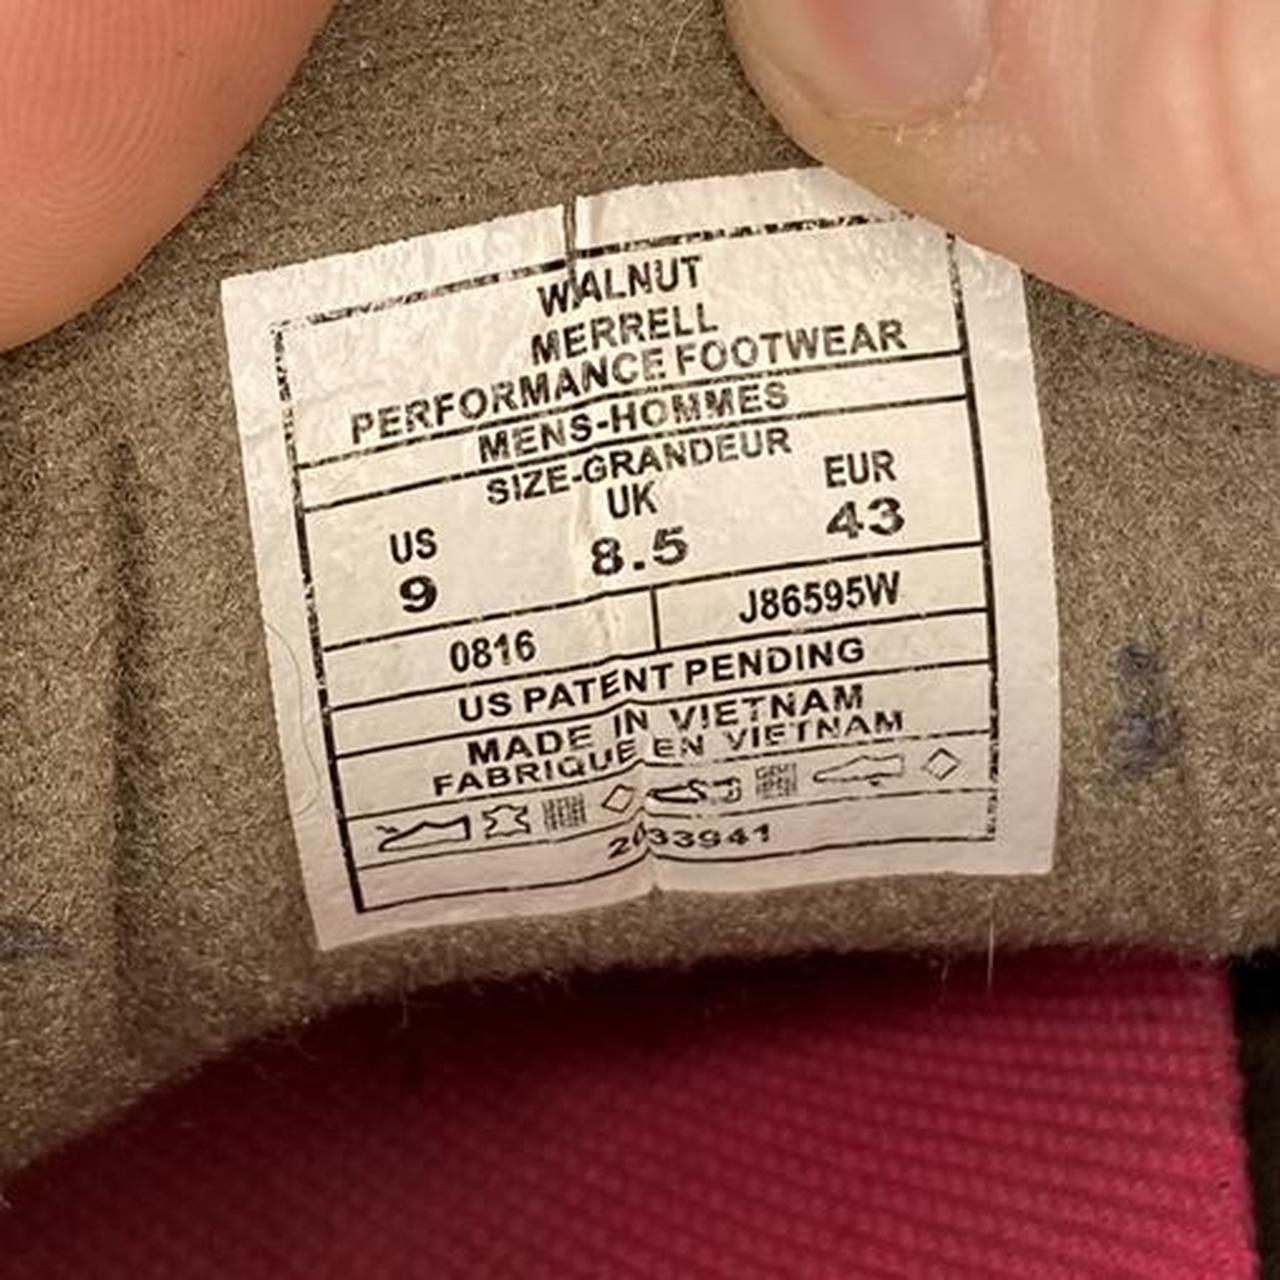 WALNUT
MERRELL
PERFORMANCE FOOTWEAR
MENS-HOMMES
SIZE-GRANDEUR
US UK EUR
9 8.5 43
0816 J86595W
US PATENT PENDING
MADE IN VIETNAM
FABRIQUE EN VIETNAM